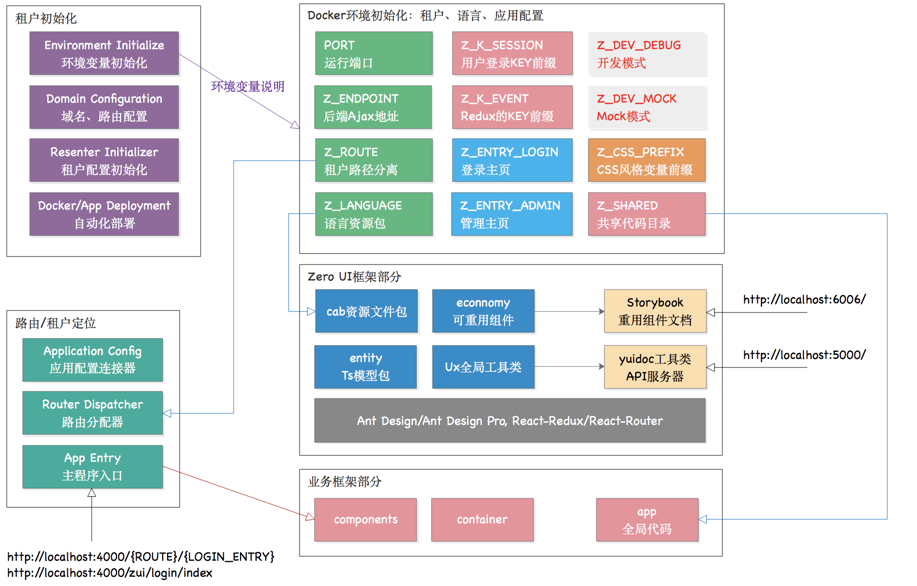 租户初始化
Environment Initialize
环境变量初始化
Domain Configuration
域名、路由配置
Resenter Initializer
租户配置初始化
Docker/App Deployment
自动化部署
环境变量说明
Docker环境初始化：租户、语言、应用配置
PORT
运行端口
Z_K_SESSION
用户登录KEY前缀
Z_DEV_DEBUG
开发模式
Z_ENDPOINT
后端Ajax地址
Z_K_EVENT
Redux的KEY前缀
Z_DEV_MOCK
Mock模式
Z_ROUTE
租户路径分离
Z_ENTRY_LOGIN
登录主页
Z_CSS_PREFIX
CSS风格变量前缀
Z_LANGUAGE
语言资源包
Z_ENTRY_ADMIN
管理主页
Z_SHARED
共享代码目录
Zero UI框架部分
cab资源文件包
econnomy
可重用组件
Storybook
重用组件文档
http://localhost:6006/
entity
Ts模型包
Ux全局工具类
yuidoc工具类
API服务器
http://localhost:5000/
Ant Design/Ant Design Pro, React-Redux/React-Router
路由/租户定位
Application Config
应用配置连接器
Router Dispatcher
路由分配器
App Entry
主程序入口
业务框架部分
components
container
app
全局代码
http://localhost:4000/{ROUTE}/{LOGIN_ENTRY}
http://localhost:4000/zui/login/index